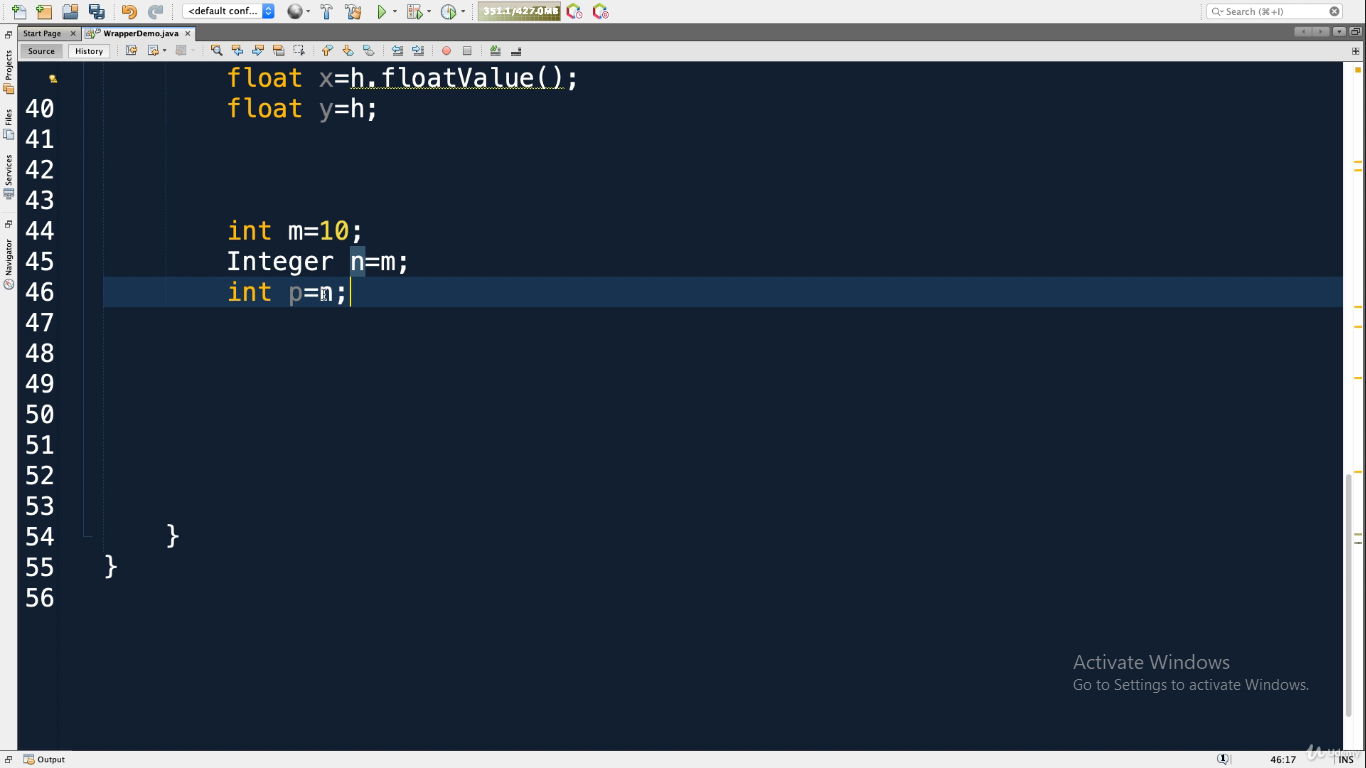 <default conf...
351.1/427.0MB
Search (⌘+I)
Start Page
WrapperDemo.java
Source
History
Projects
Files
Services
Navigator
float x=h.floatValue();
40 float y=h;
41
42
43
44 int m=10;
45 Integer n=m;
46 int p=n;
47
48
49
50
51
52
53
54 }
55 }
56
Activate Windows
Go to Settings to activate Windows.
Output
1
46:17
INS
Udemy